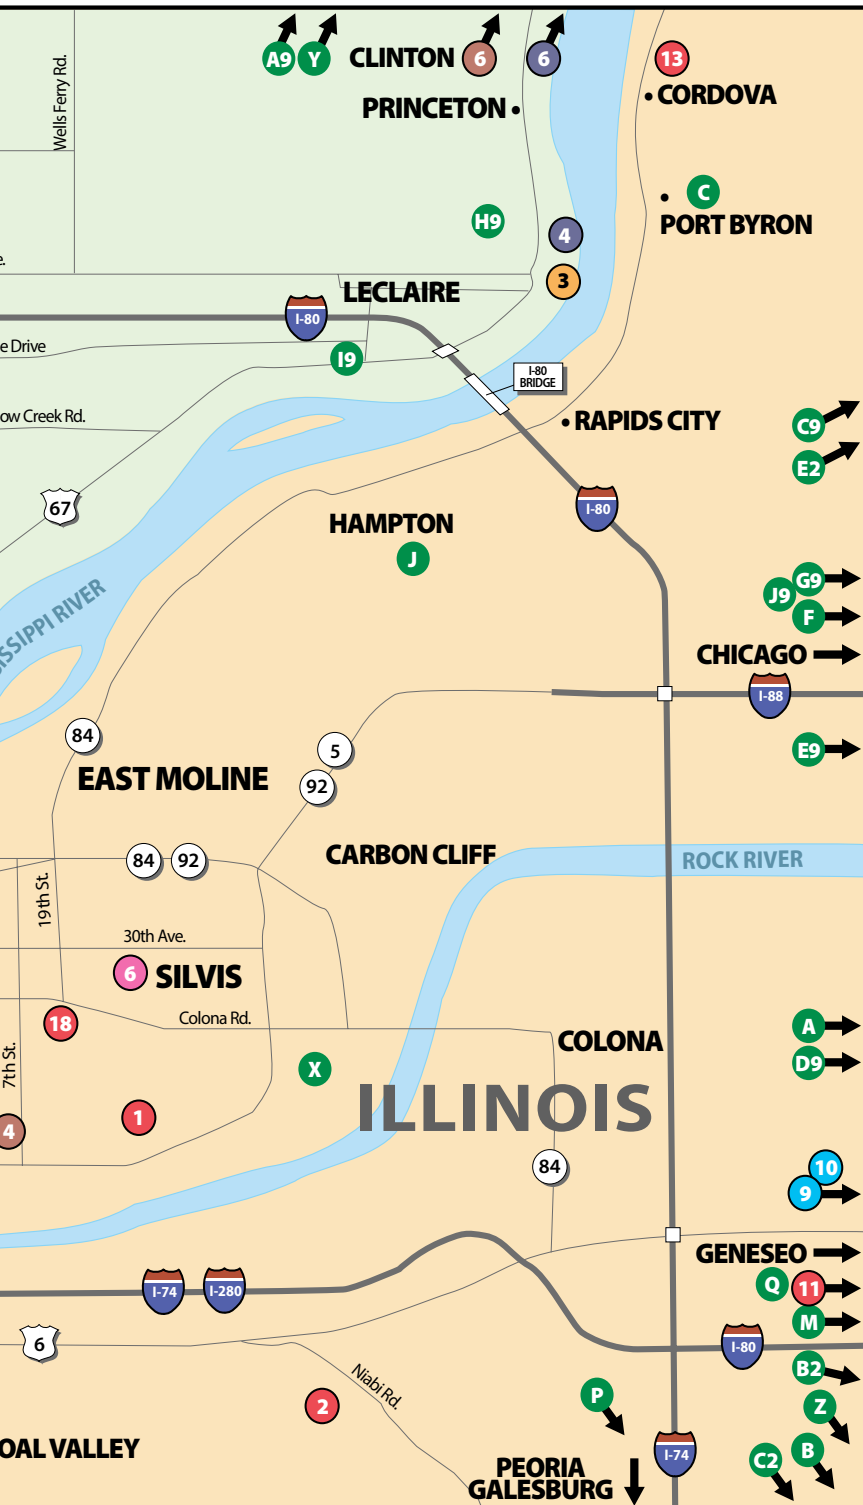 A9
Y
CLINTON
6
6
13
Wells Ferry Rd.
PRINCETON
CORDOVA
C
H9
PORT BYRON
4
e.
3
LECLAIRE
I-80
e Drive
I9
I-80
BRIDGE
ow Creek Rd.
RAPIDS CITY
C9
E2
67
I-80
HAMPTON
J
G9
J9
F
SISSIPPI RIVER
CHICAGO
I-88
84
5
E9
EAST MOLINE
92
84
92
CARBON CLIFF
ROCK RIVER
19th St.
30th Ave.
6
SILVIS
18
Colona Rd.
A
COLONA
7th St.
X
D9
ILLINOIS
4
1
84
10
9
GENESEO
I-74
I-280
Q
11
M
6
I-80
B2
Niabi Rd.
P
2
Z
OAL VALLEY
I-74
B
C2
PEORIA
GALESBURG